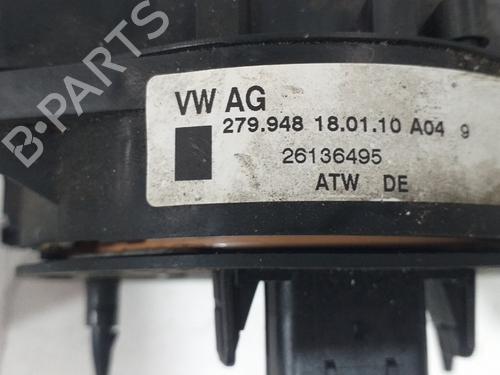 VW AG
279.948 18.01.10 A04 9
26136495
ATW DE
B-PARTS